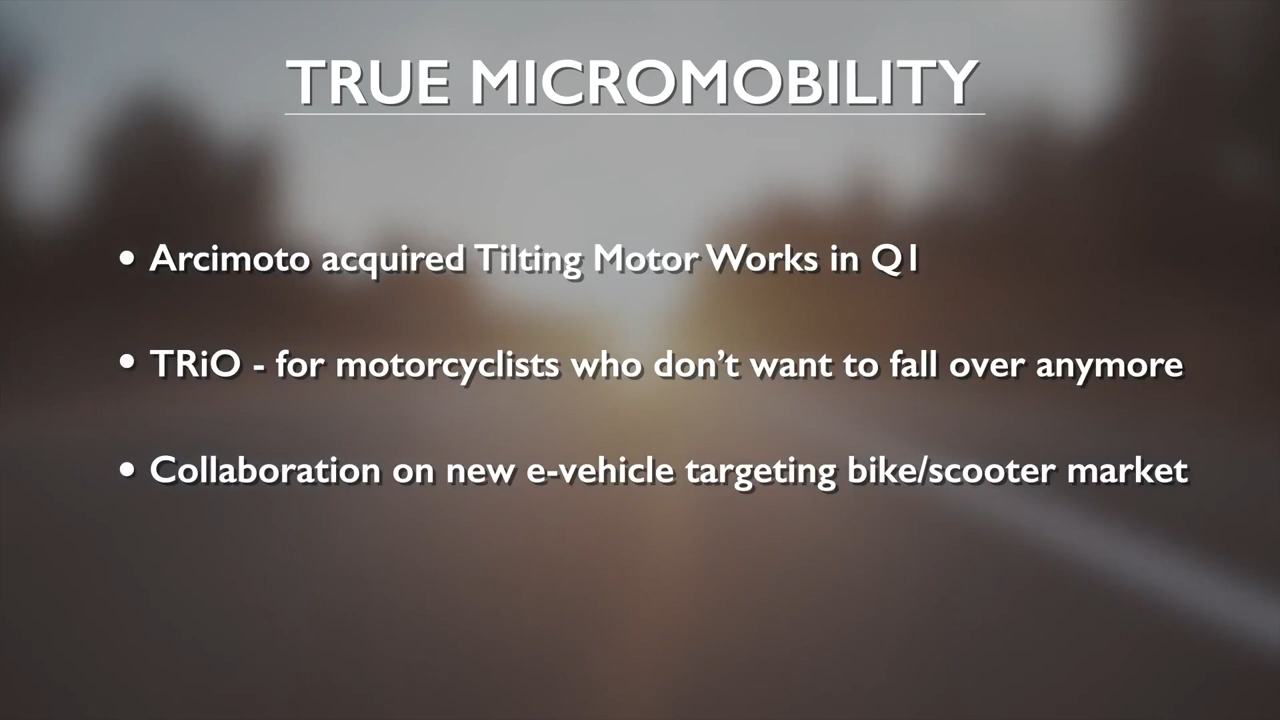 TRUE MICROMOBILITY
• Arcimoto acquired Tilting Motor Works in Q1
• TRiO - for motorcyclists who don’t want to fall over anymore
• Collaboration on new e-vehicle targeting bike/scooter market